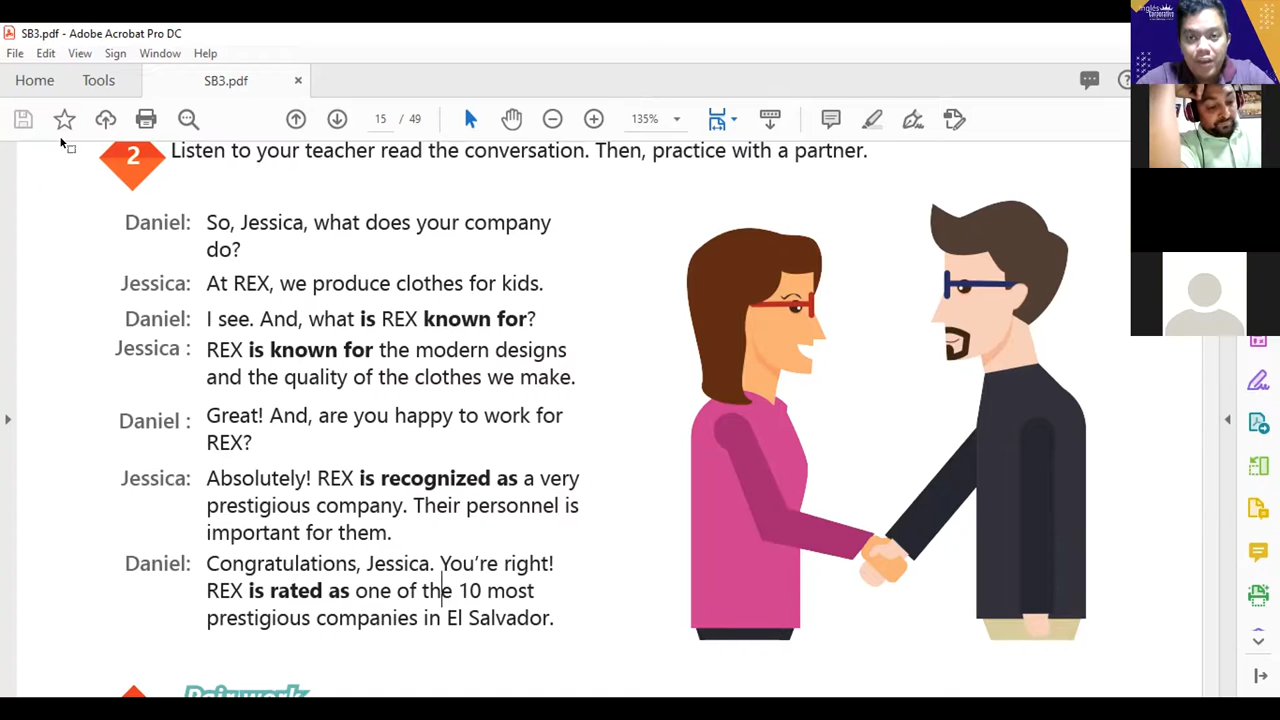 SB3.pdf - Adobe Acrobat Pro DC
File Edit View Sign Window Help
Home Tools SB3.pdf ×
15 / 49 135%
2 Listen to your teacher read the conversation. Then, practice with a partner.
Daniel: So, Jessica, what does your company
do?
Jessica: At REX, we produce clothes for kids.
Daniel: I see. And, what is REX known for?
Jessica : REX is known for the modern designs
and the quality of the clothes we make.
Daniel : Great! And, are you happy to work for
REX?
Jessica: Absolutely! REX is recognized as a very
prestigious company. Their personnel is
important for them.
Daniel: Congratulations, Jessica. You're right!
REX is rated as one of the 10 most
prestigious companies in El Salvador.
Pair work
inglés
corporativo